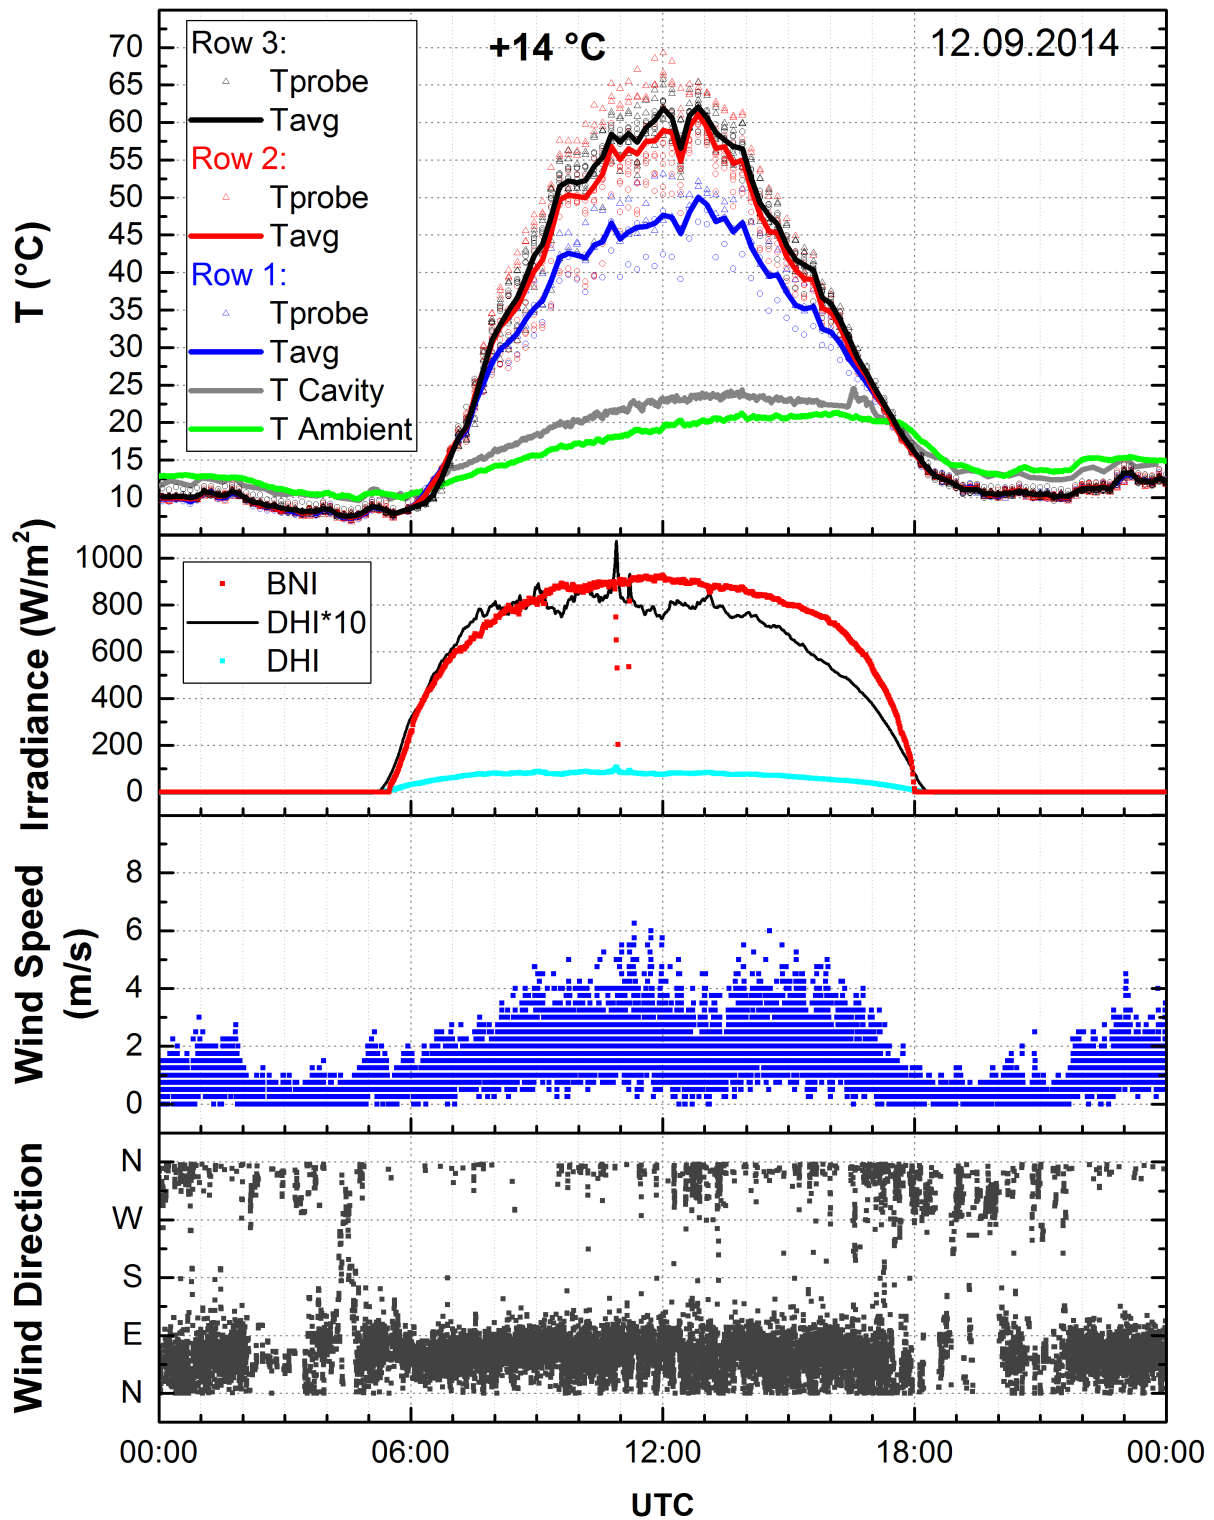 +14 °C
12.09.2014
Row 3:
Tprobe
Tavg
Row 2:
Tprobe
Tavg
Row 1:
Tprobe
Tavg
T Cavity
T Ambient
T (°C)
70
65
60
55
50
45
40
35
30
25
20
15
10
Irradiance (W/m²)
1000
800
600
400
200
0
BNI
DHI*10
DHI
Wind Speed
(m/s)
8
6
4
2
0
Wind Direction
N
W
S
E
N
00:00 06:00 12:00 18:00 00:00
UTC